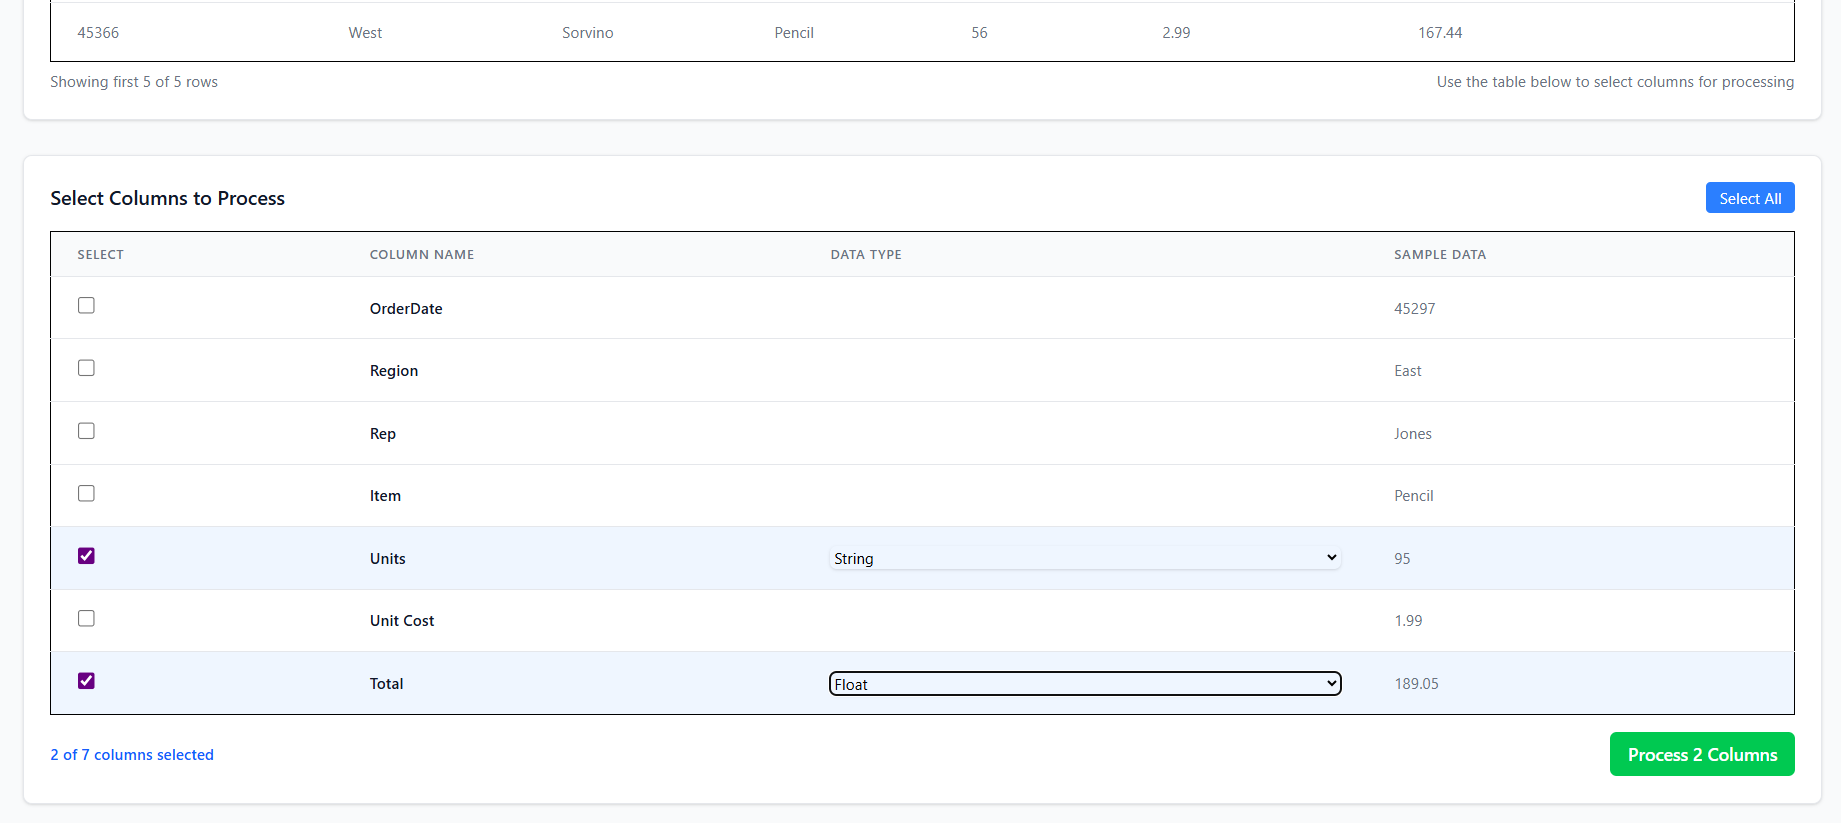 45366 West Sorvino Pencil 56 2.99 167.44
Showing first 5 of 5 rows Use the table below to select columns for processing
Select Columns to Process Select All
SELECT COLUMN NAME DATA TYPE SAMPLE DATA
OrderDate 45297
Region East
Rep Jones
Item Pencil
Units String 95
Unit Cost 1.99
Total Float 189.05
2 of 7 columns selected Process 2 Columns